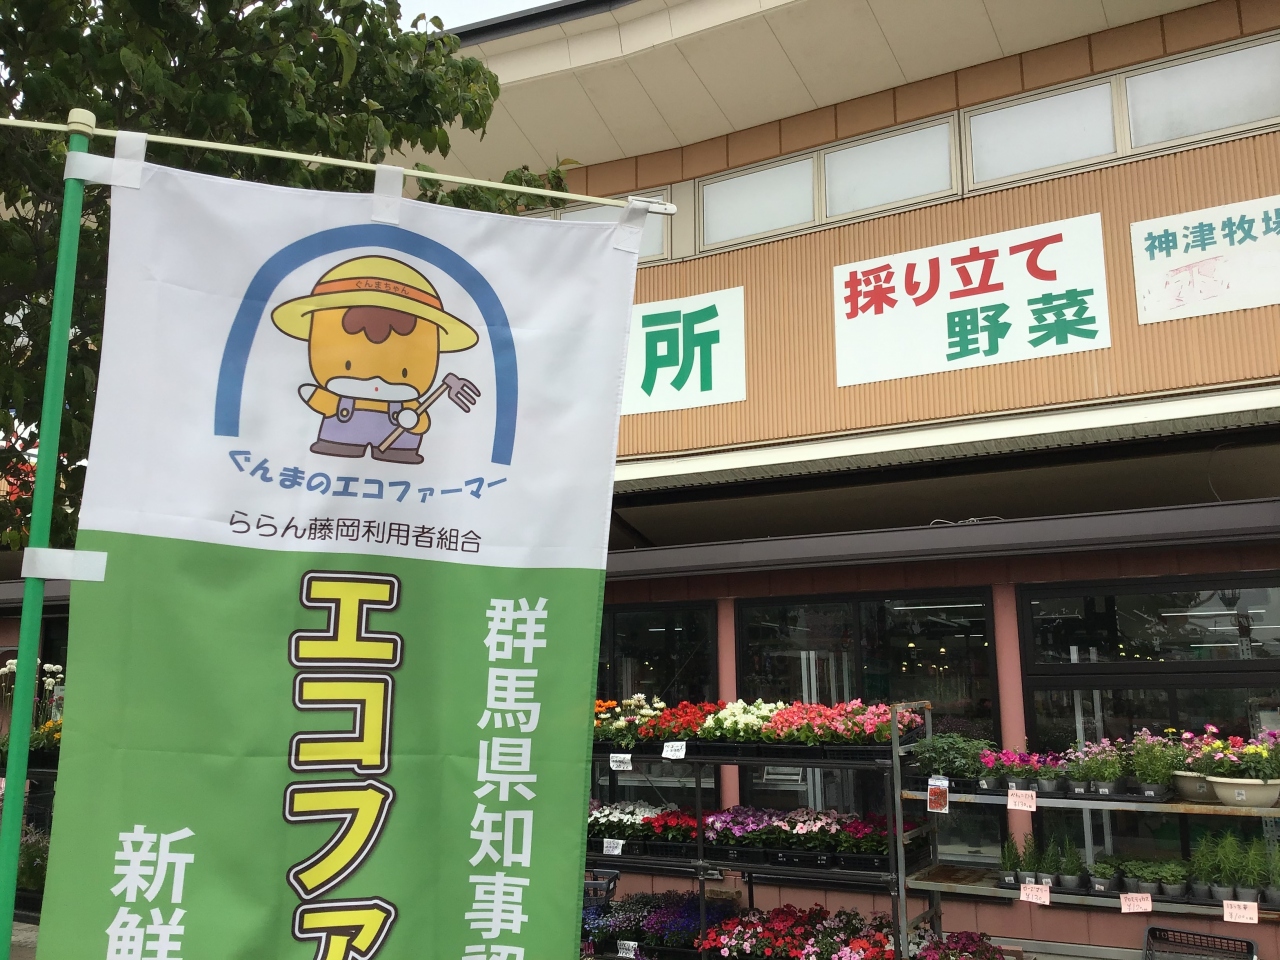 ぐんまちゃん
ぐんまのエコファーマー
ららん藤岡利用者組合
群馬県知事認
エコファ
新鮮
所
採り立て
野菜
神津牧場